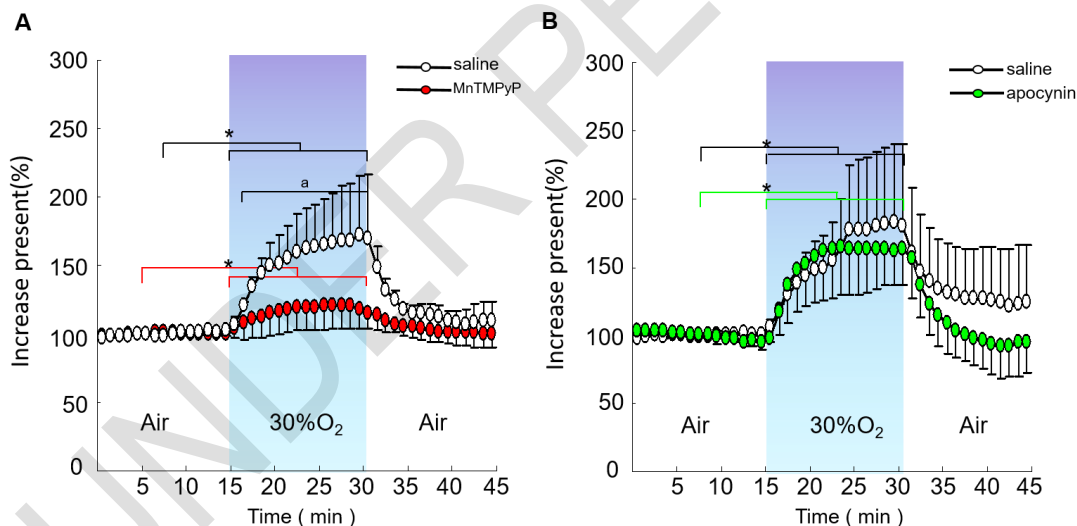 A
300
250
200
150
100
50
0
Increase present(%)
saline
MnTMPyP
*
a
*
Air
30%O2
Air
5 10 15 20 25 30 35 40 45
Time ( min )
B
300
250
200
150
100
50
0
Increase present(%)
saline
apocynin
*
*
Air
30%O2
Air
5 10 15 20 25 30 35 40 45
Time ( min )
UNDER PE